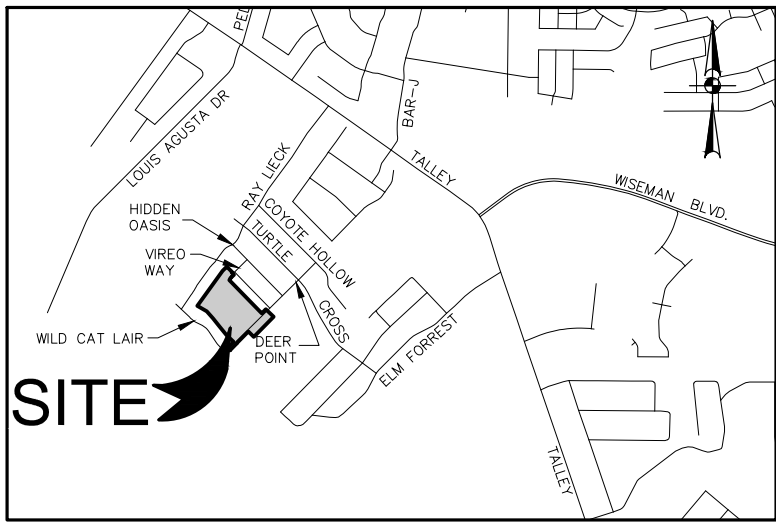 PEL
LOUIS AGUSTA DR
BAR-J
TALLEY
WISEMAN BLVD.
RAY LIECK
COYOTE HOLLOW
HIDDEN
OASIS
TURTLE
CROSS
VIREO
WAY
WILD CAT LAIR
DEER
POINT
ELM FORREST
SITE
TALLEY